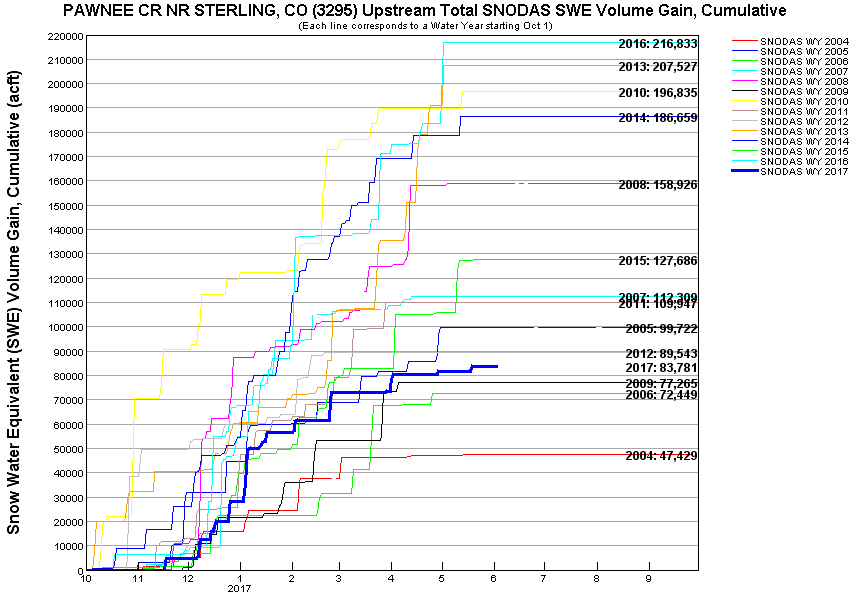 PAWNEE CR NR STERLING, CO (3295) Upstream Total SNODAS SWE Volume Gain, Cumulative
(Each line corresponds to a Water Year starting Oct 1)
Snow Water Equivalent (SWE) Volume Gain, Cumulative (acft)
220000
210000
200000
190000
180000
170000
160000
150000
140000
130000
120000
110000
100000
90000
80000
70000
60000
50000
40000
30000
20000
10000
0
2016: 216,833
2013: 207,527
2010: 196,835
2014: 186,659
2008: 158,926
2015: 127,686
2007: 112,309
2011: 109,947
2005: 99,722
2012: 89,543
2017: 83,781
2009: 77,265
2006: 72,449
2004: 47,429
10 11 12 1 2 3 4 5 6 7 8 9
2017
SNODAS WY 2004
SNODAS WY 2005
SNODAS WY 2006
SNODAS WY 2007
SNODAS WY 2008
SNODAS WY 2009
SNODAS WY 2010
SNODAS WY 2011
SNODAS WY 2012
SNODAS WY 2013
SNODAS WY 2014
SNODAS WY 2015
SNODAS WY 2016
SNODAS WY 2017